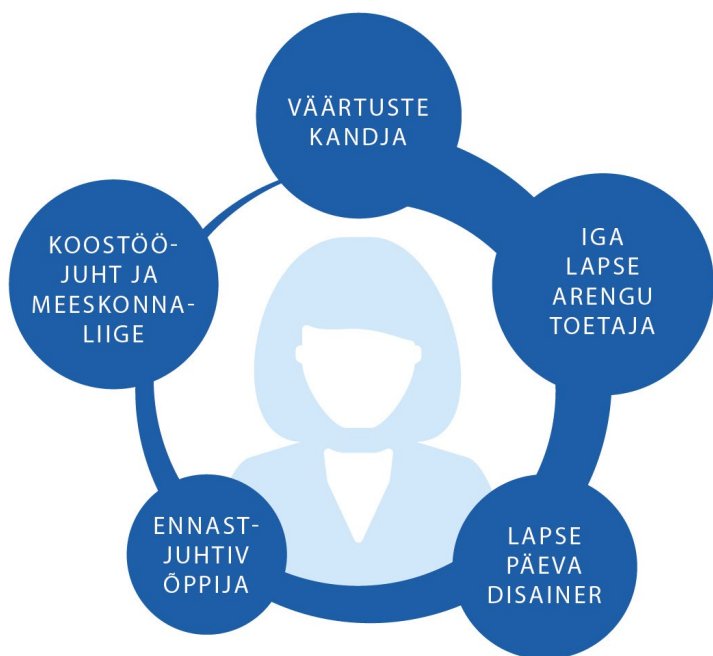 VÄÄRTUSTE
KANDJA
IGA
LAPSE
ARENGU
TOETAJA
LAPSE
PÄEVA
DISAINER
ENNAST-
JUHTIV
ÕPPIJA
KOOSTÖÖ-
JUHT JA
MEESKONNA-
LIIGE